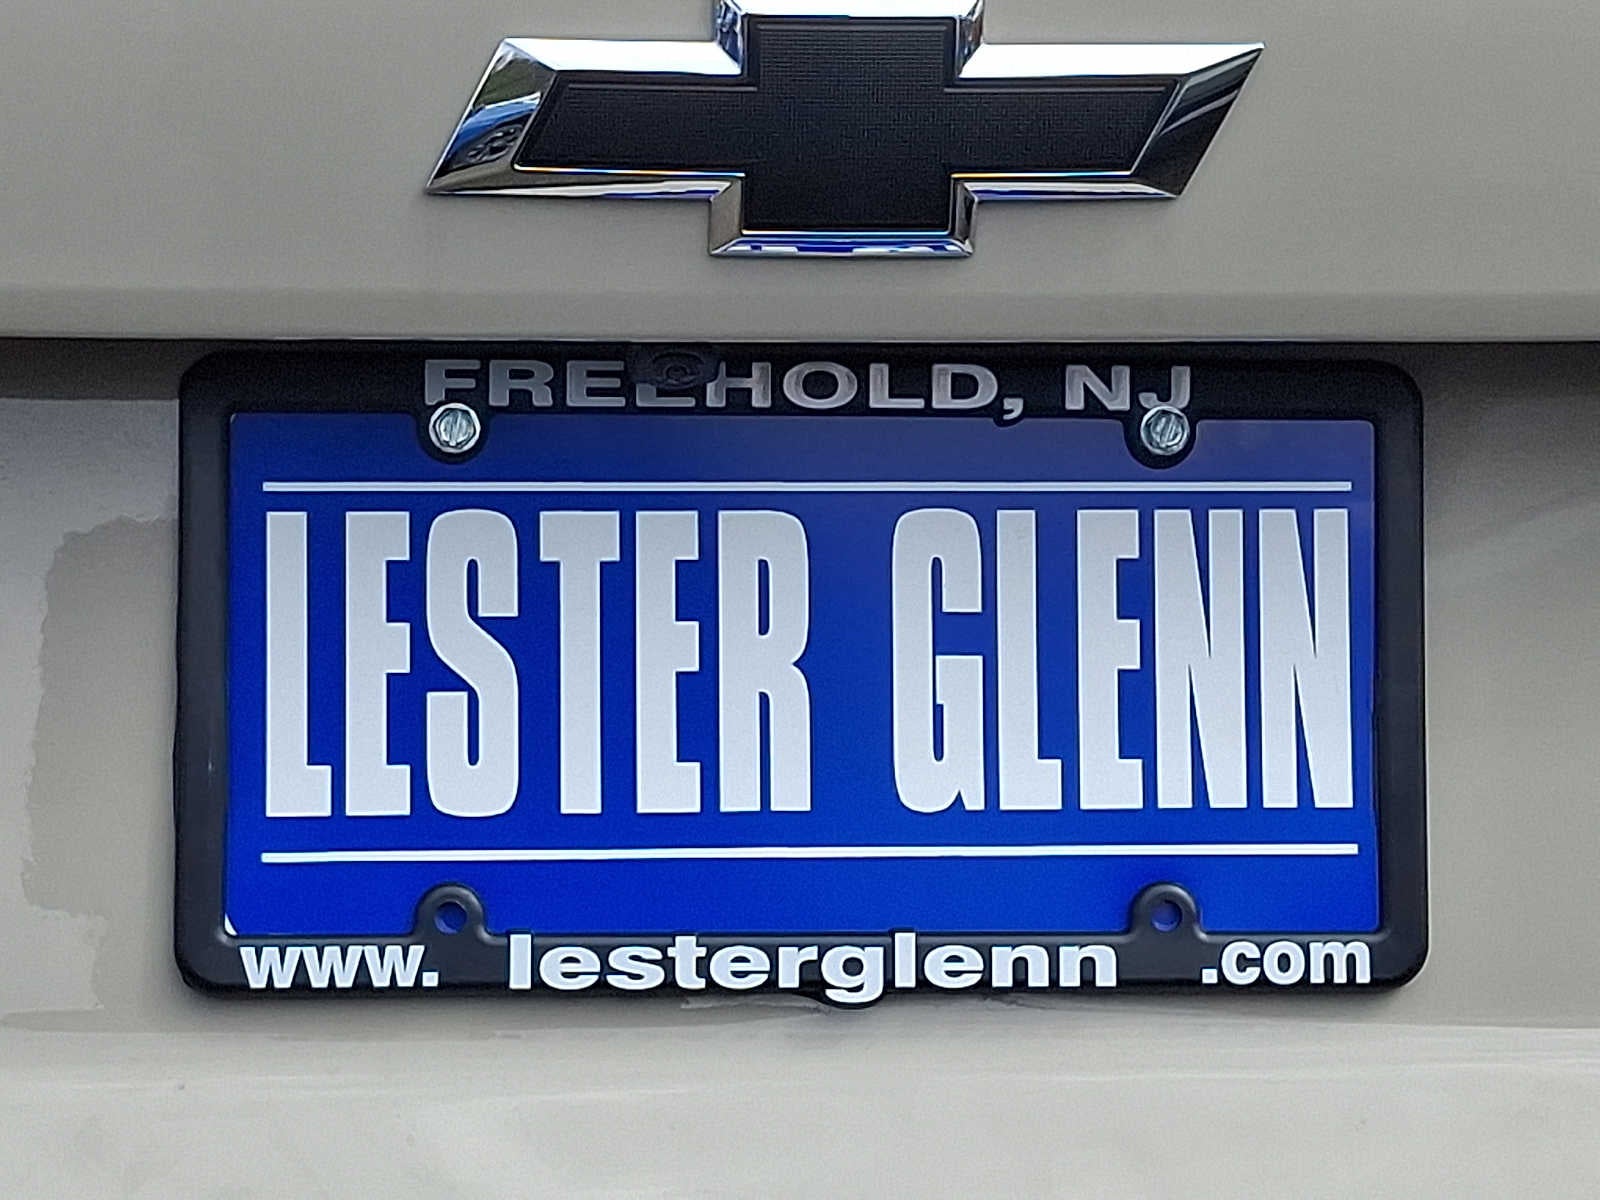 FREEHOLD, NJ
LESTER GLENN
www. lesterglenn .com